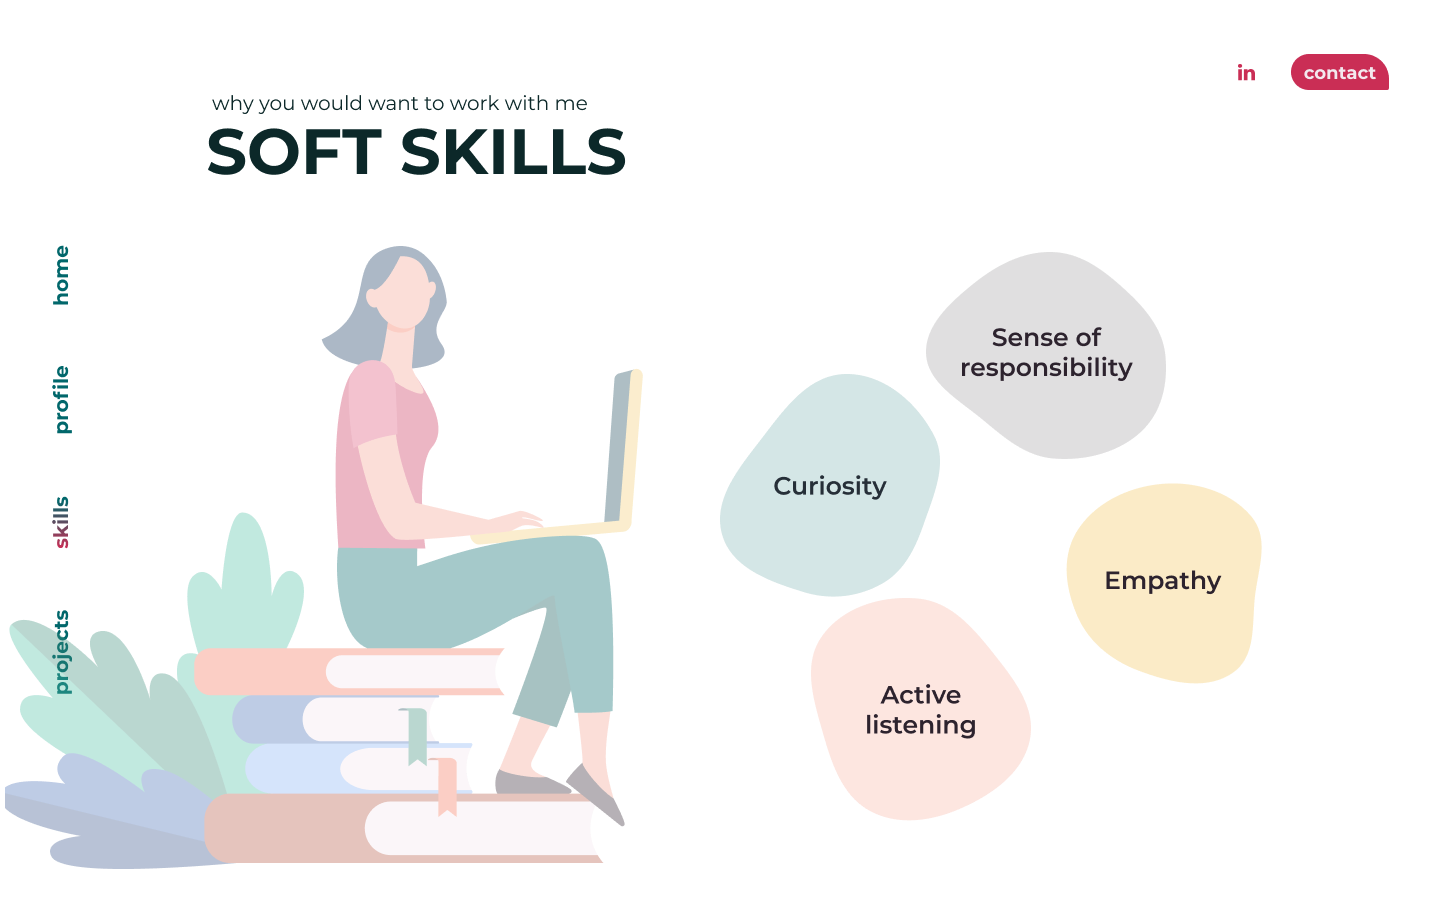 in
contact
why you would want to work with me
SOFT SKILLS
home
profile
skills
projects
Sense of
responsibility
Curiosity
Empathy
Active
listening